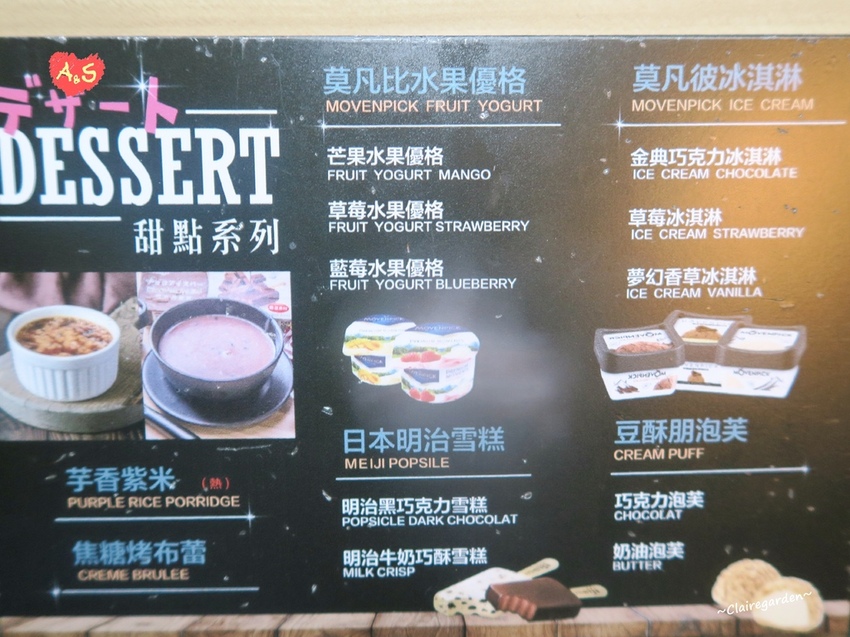 A&S
デザート
DESSERT
甜點系列
芋香紫米 (熱)
PURPLE RICE PORRIDGE
焦糖烤布蕾
CREME BRULEE
莫凡比水果優格
MOVENPICK FRUIT YOGURT
芒果水果優格
FRUIT YOGURT MANGO
草莓水果優格
FRUIT YOGURT STRAWBERRY
藍莓水果優格
FRUIT YOGURT BLUEBERRY
日本明治雪糕
MEIJI POPSILE
明治黑巧克力雪糕
POPSICLE DARK CHOCOLAT
明治牛奶巧酥雪糕
MILK CRISP
莫凡彼冰淇淋
MOVENPICK ICE CREAM
金典巧克力冰淇淋
ICE CREAM CHOCOLATE
草莓冰淇淋
ICE CREAM STRAWBERRY
夢幻香草冰淇淋
ICE CREAM VANILLA
MÖVENPICK
MÖVENPICK
MÖVENPICK
豆酥朋泡芙
CREAM PUFF
巧克力泡芙
CHOCOLAT
奶油泡芙
BUTTER
~Clairegarden~